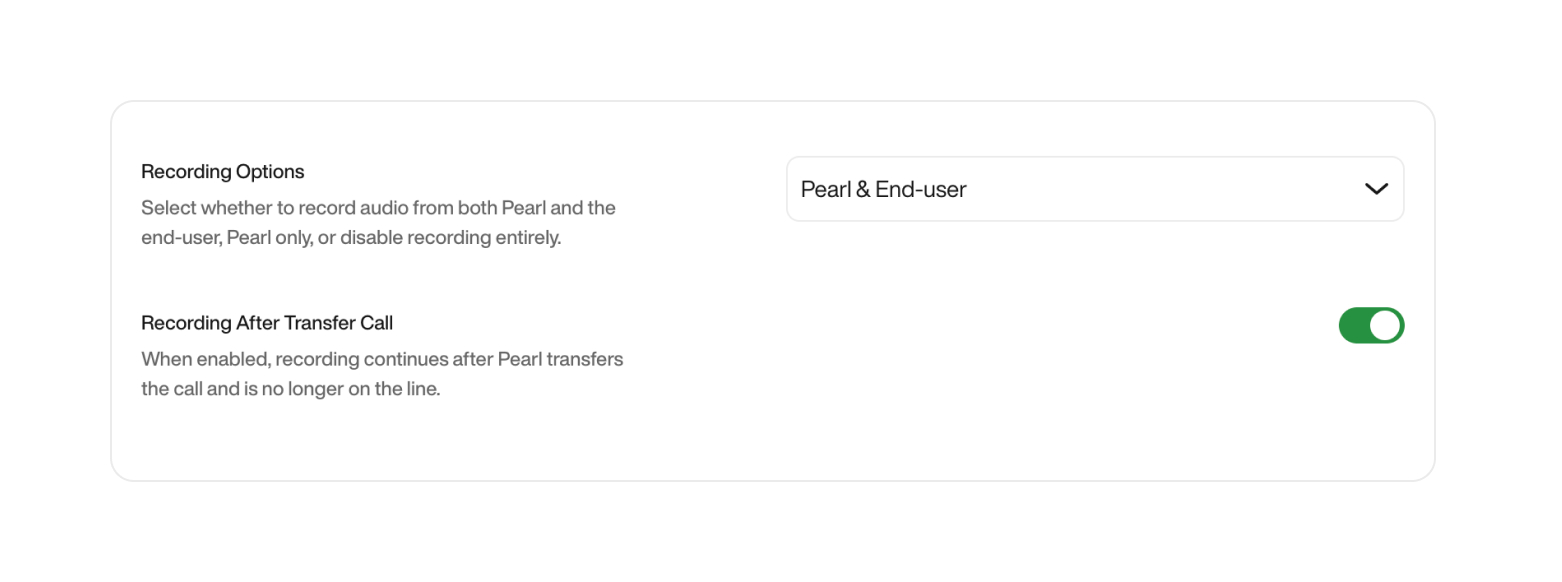 Recording Options
Select whether to record audio from both Pearl and the
end-user, Pearl only, or disable recording entirely.
Pearl & End-user
Recording After Transfer Call
When enabled, recording continues after Pearl transfers
the call and is no longer on the line.